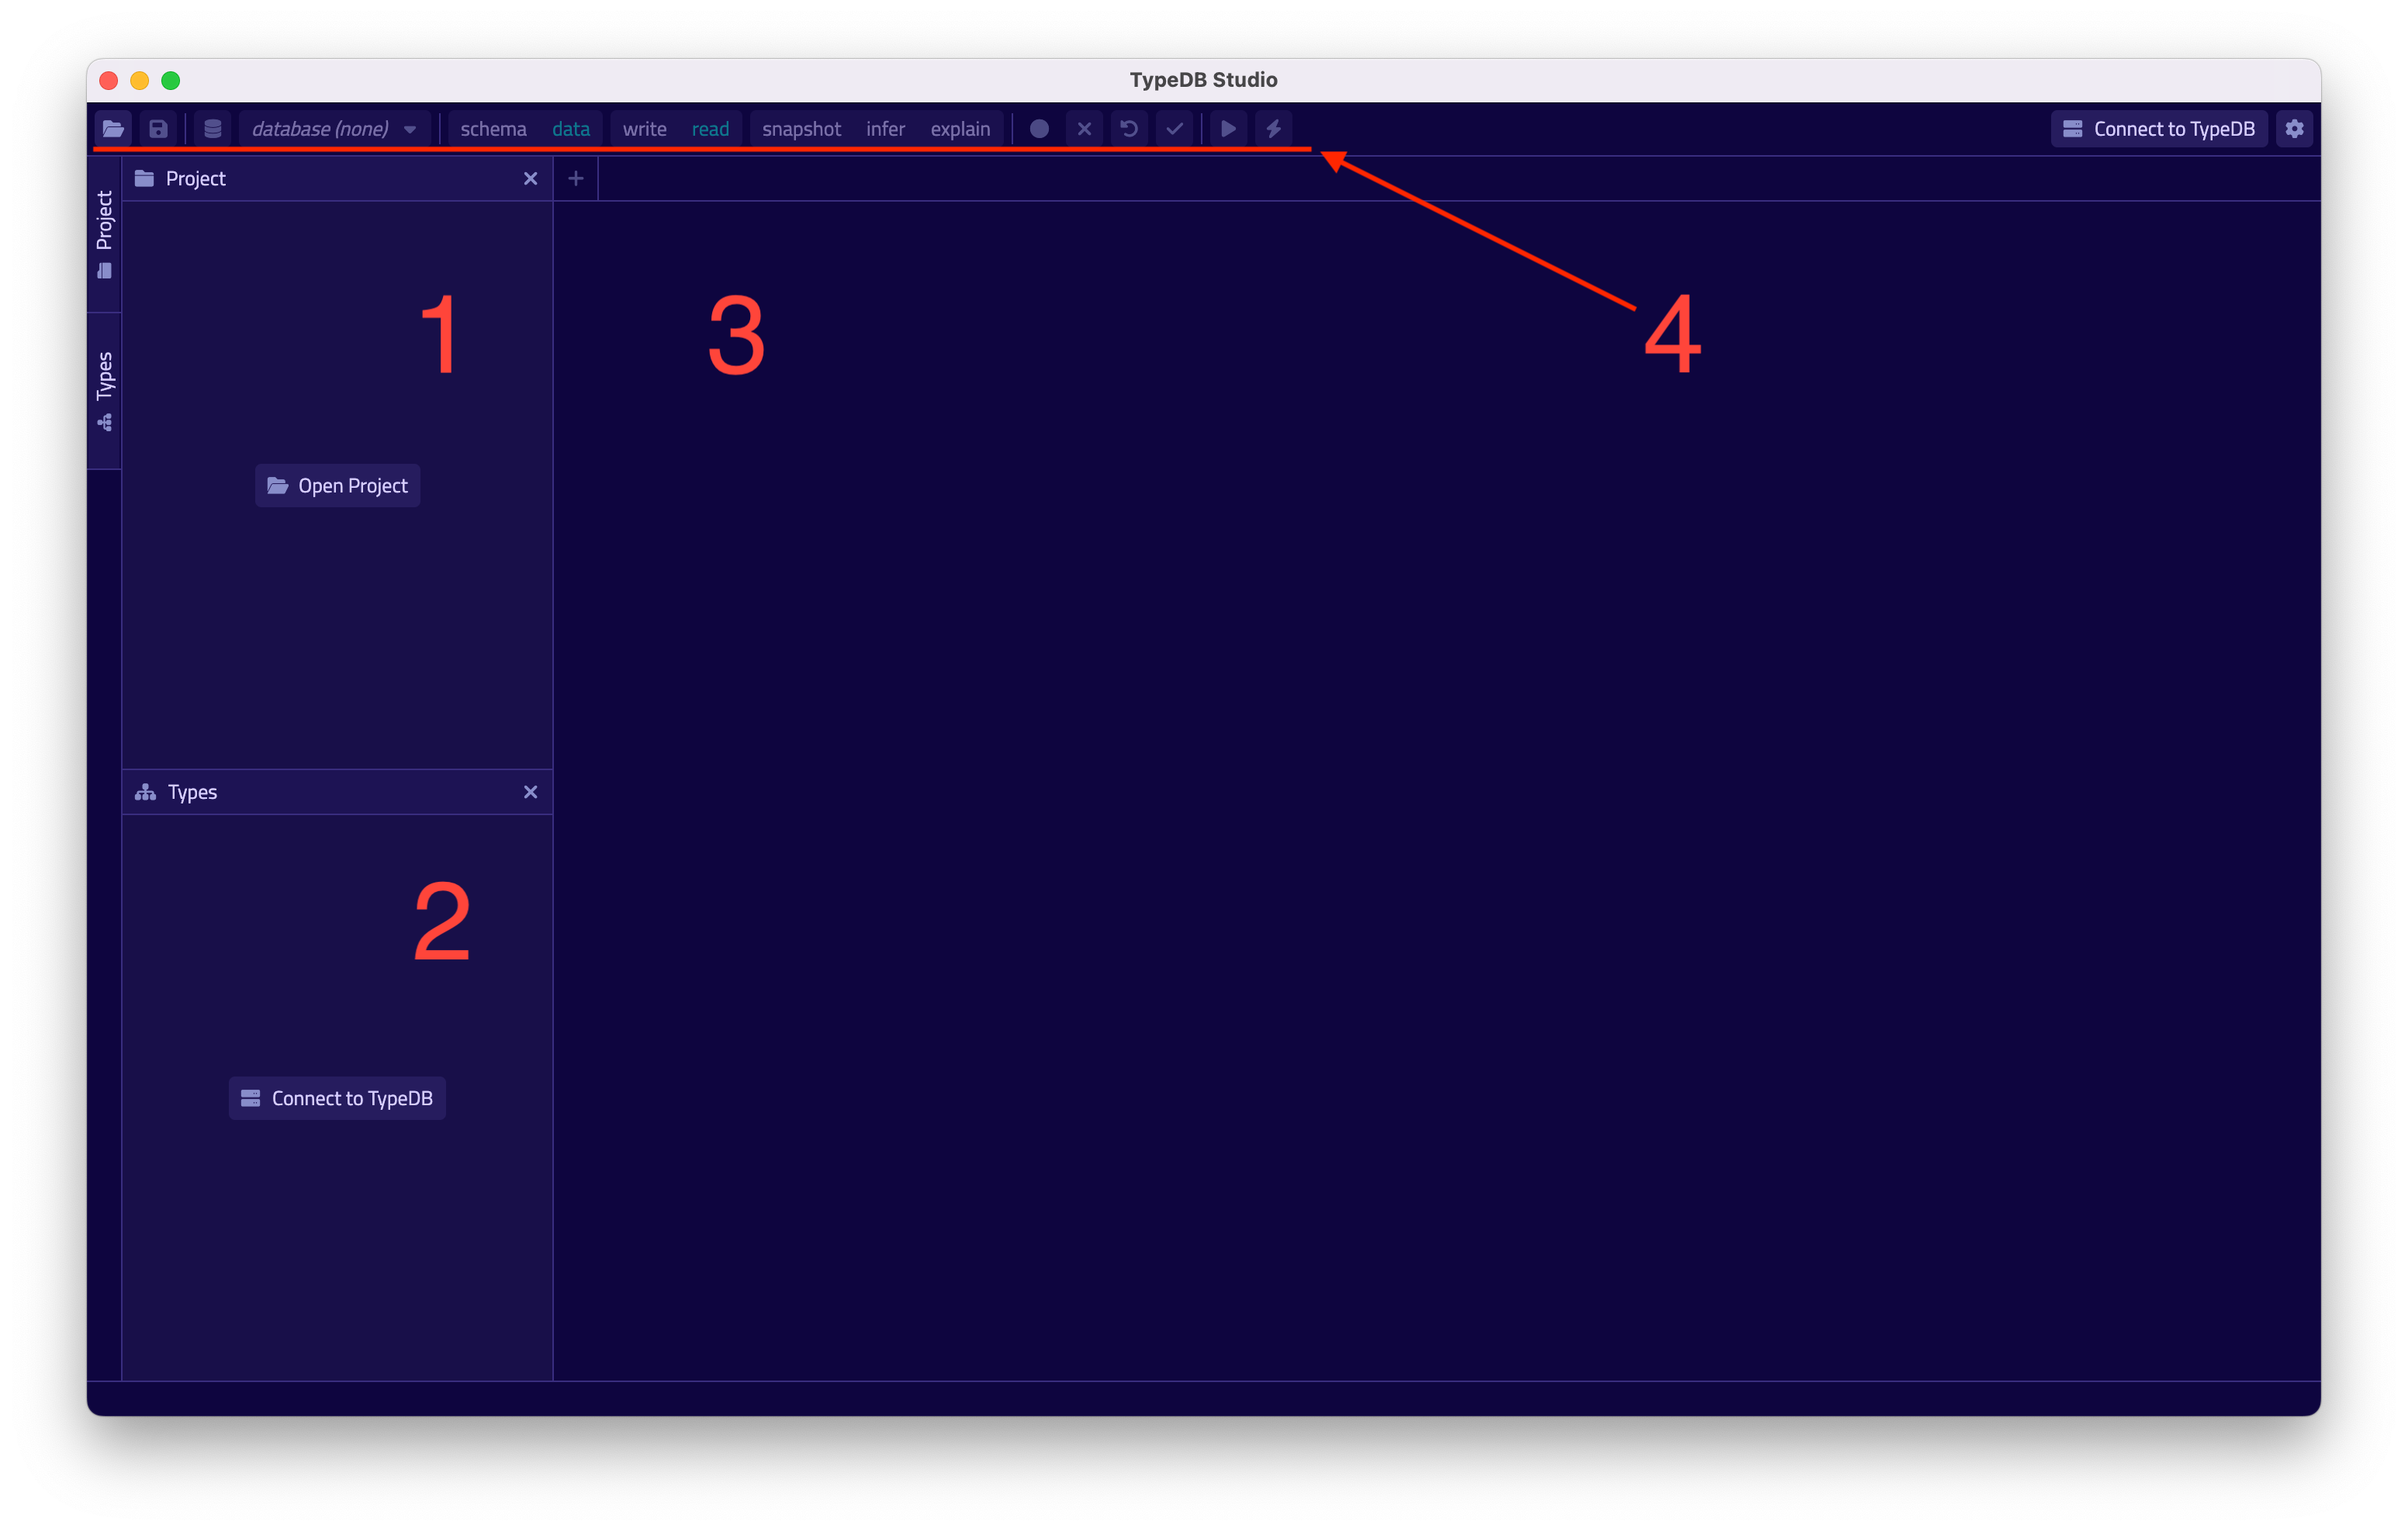 TypeDB Studio
database (none) schema data write read snapshot infer explain Connect to TypeDB
Project
Types
Project
1
3
4
Open Project
Types
2
Connect to TypeDB